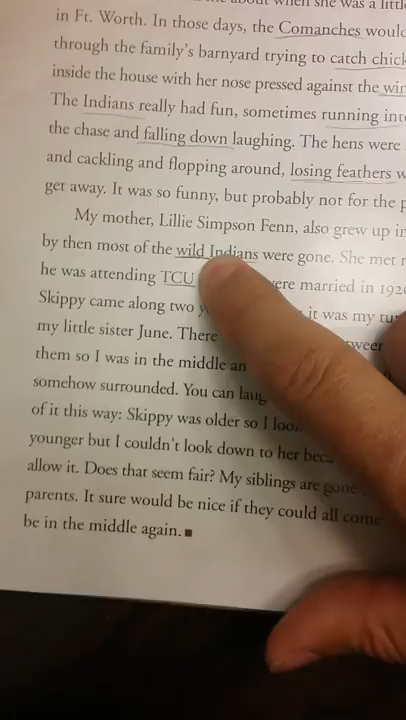 about when she was a littl
in Ft. Worth. In those days, the Comanches would
through the family's barnyard trying to catch chick
inside the house with her nose pressed against the win
The Indians really had fun, sometimes running into
the chase and falling down laughing. The hens were
and cackling and flopping around, losing feathers w
get away. It was so funny, but probably not for the p
My mother, Lillie Simpson Fenn, also grew up in
by then most of the wild Indians were gone. She met
he was attending TCU were married in 1926
Skippy came along two it was my tu
my little sister June. There tween
them so I was in the middle an
somehow surrounded. You can laug
of it this way: Skippy was older so I loo
younger but I couldn't look down to her beca
allow it. Does that seem fair? My siblings are gone
parents. It sure would be nice if they could all come
be in the middle again.